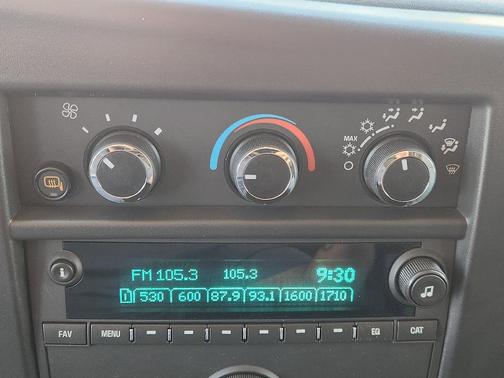 MAX
FM 105.3 105.3 9:30
1 530 600 87.9 93.1 1600 1710
FAV MENU EQ CAT